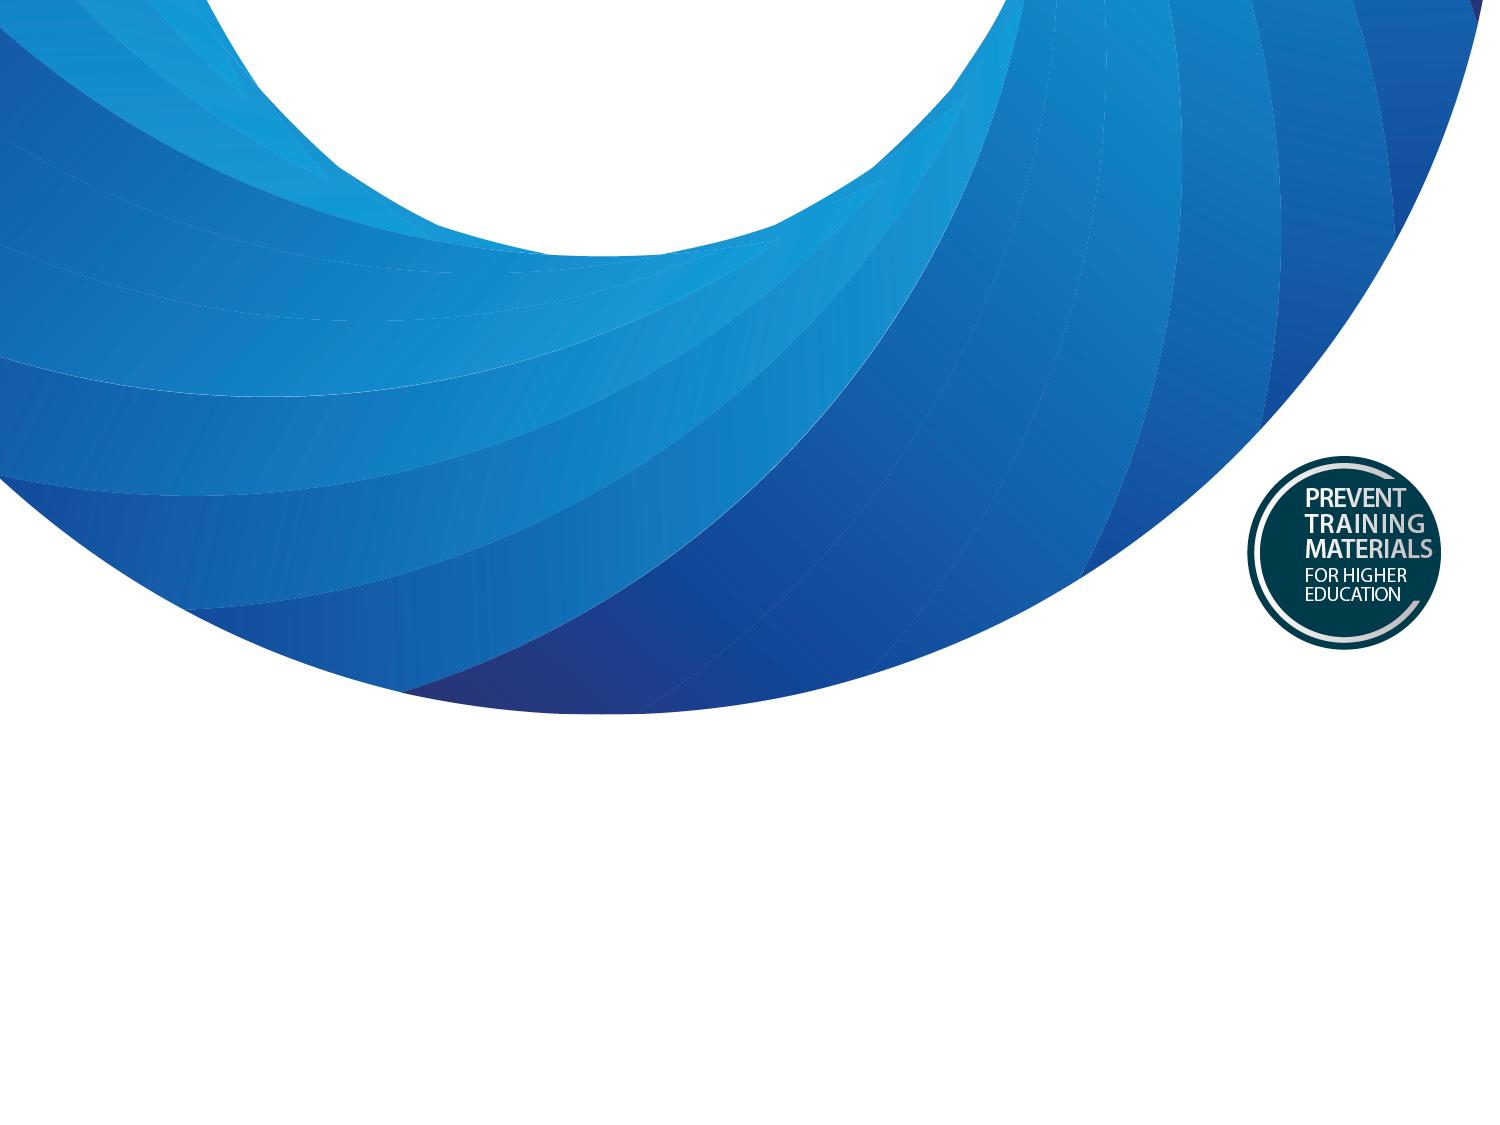 PREVENT
TRAINING
MATERIALS
FOR HIGHER
EDUCATION